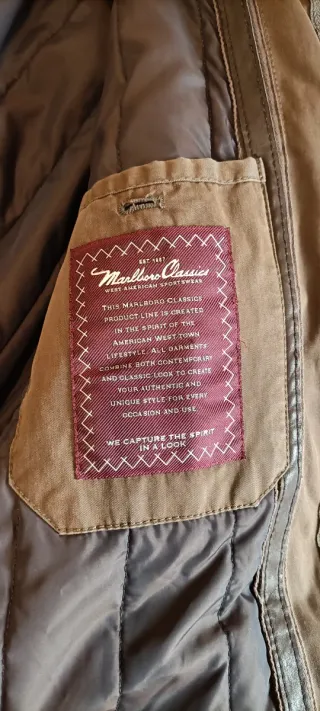 EST 1987
Marlboro Classics
WEST AMERICAN SPORTSWEAR
THIS MARLBORO CLASSICS
PRODUCT LINE IS CREATED
IN THE SPIRIT OF THE
AMERICAN WEST TOWN
LIFESTYLE. ALL GARMENTS
COMBINE BOTH CONTEMPORARY
AND CLASSIC LOOK TO CREATE
YOUR AUTHENTIC AND
UNIQUE STYLE FOR EVERY
OCCASION AND USE.
WE CAPTURE THE SPIRIT
IN A LOOK